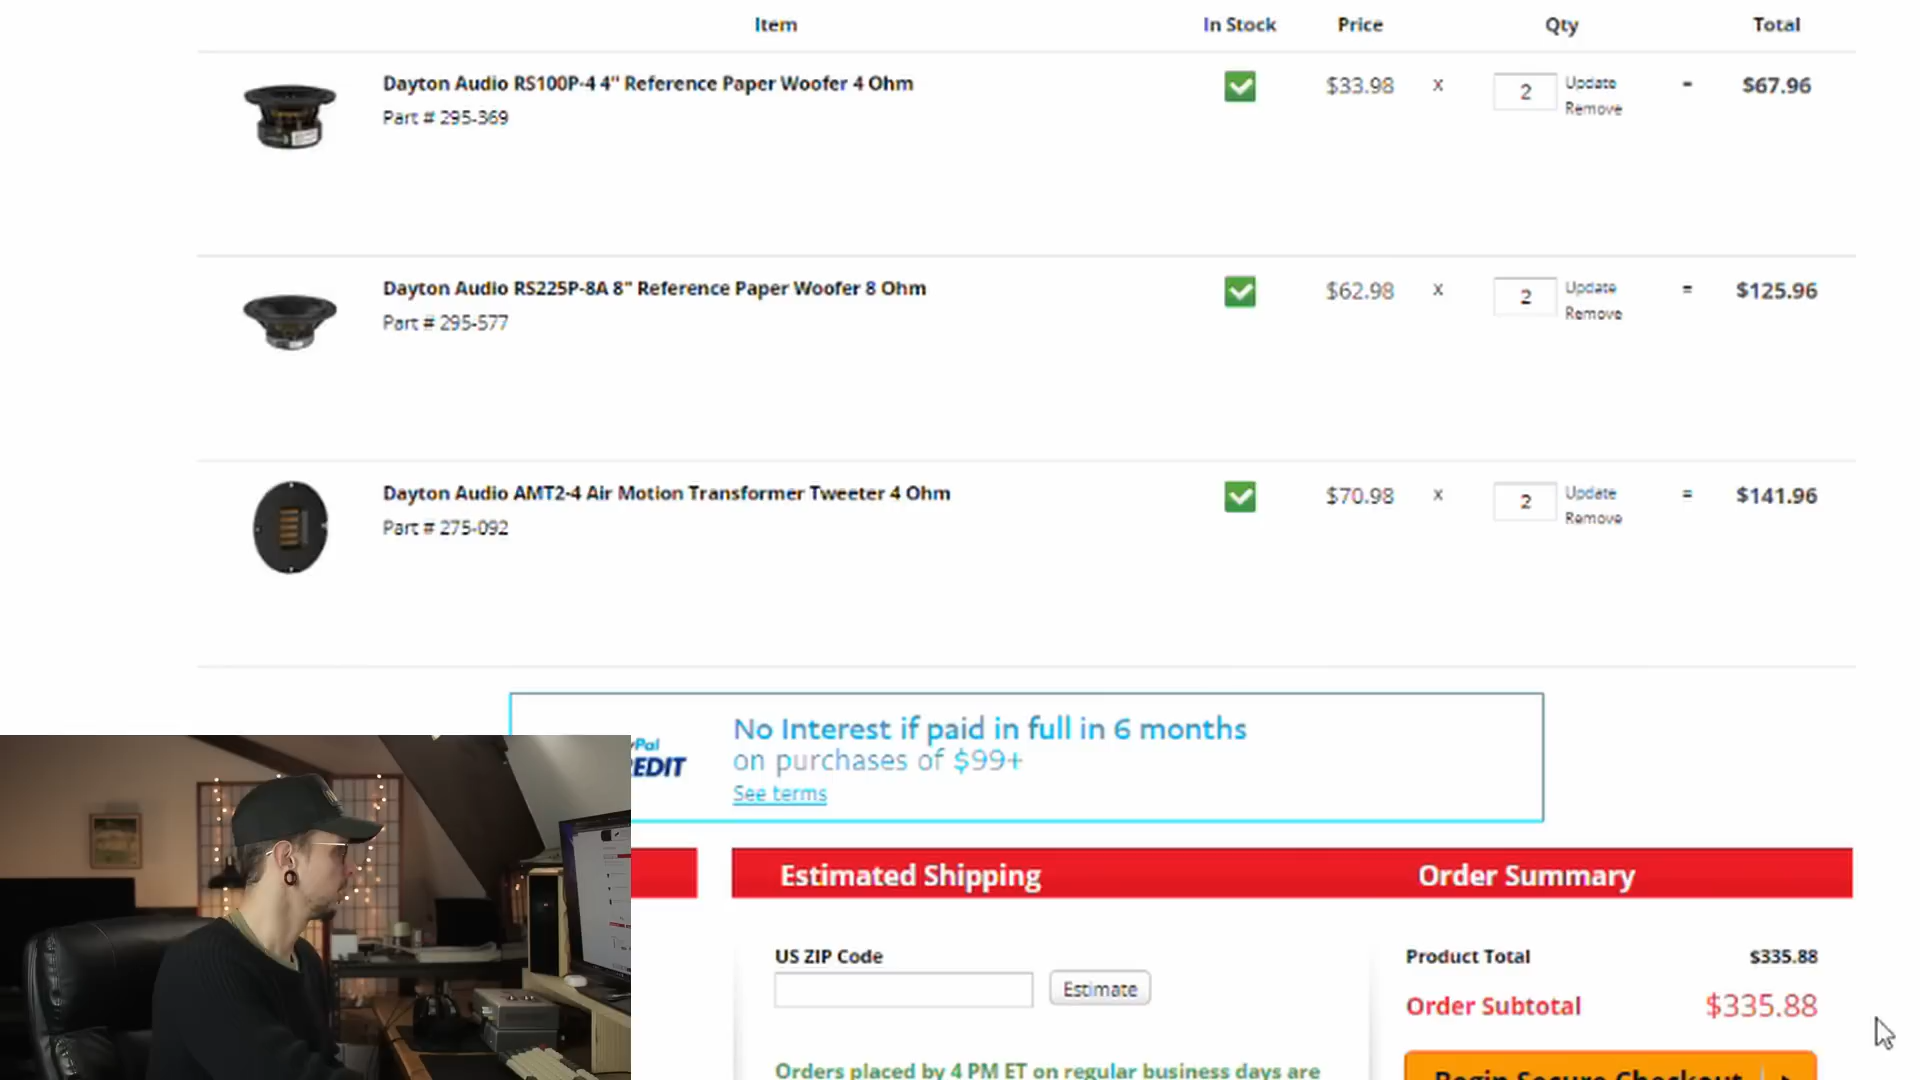 Item In Stock Price Qty Total
Dayton Audio RS100P-4 4" Reference Paper Woofer 4 Ohm
Part # 295-369
$33.98 x 2 Update Remove = $67.96
Dayton Audio RS225P-8A 8" Reference Paper Woofer 8 Ohm
Part # 295-577
$62.98 x 2 Update Remove = $125.96
Dayton Audio AMT2-4 Air Motion Transformer Tweeter 4 Ohm
Part # 275-092
$70.98 x 2 Update Remove = $141.96
yPal
EDIT
No Interest if paid in full in 6 months
on purchases of $99+
See terms
Estimated Shipping
Order Summary
US ZIP Code
Estimate
Product Total $335.88
Order Subtotal $335.88
Orders placed by 4 PM ET on regular business days are
Begin Secure Checkout